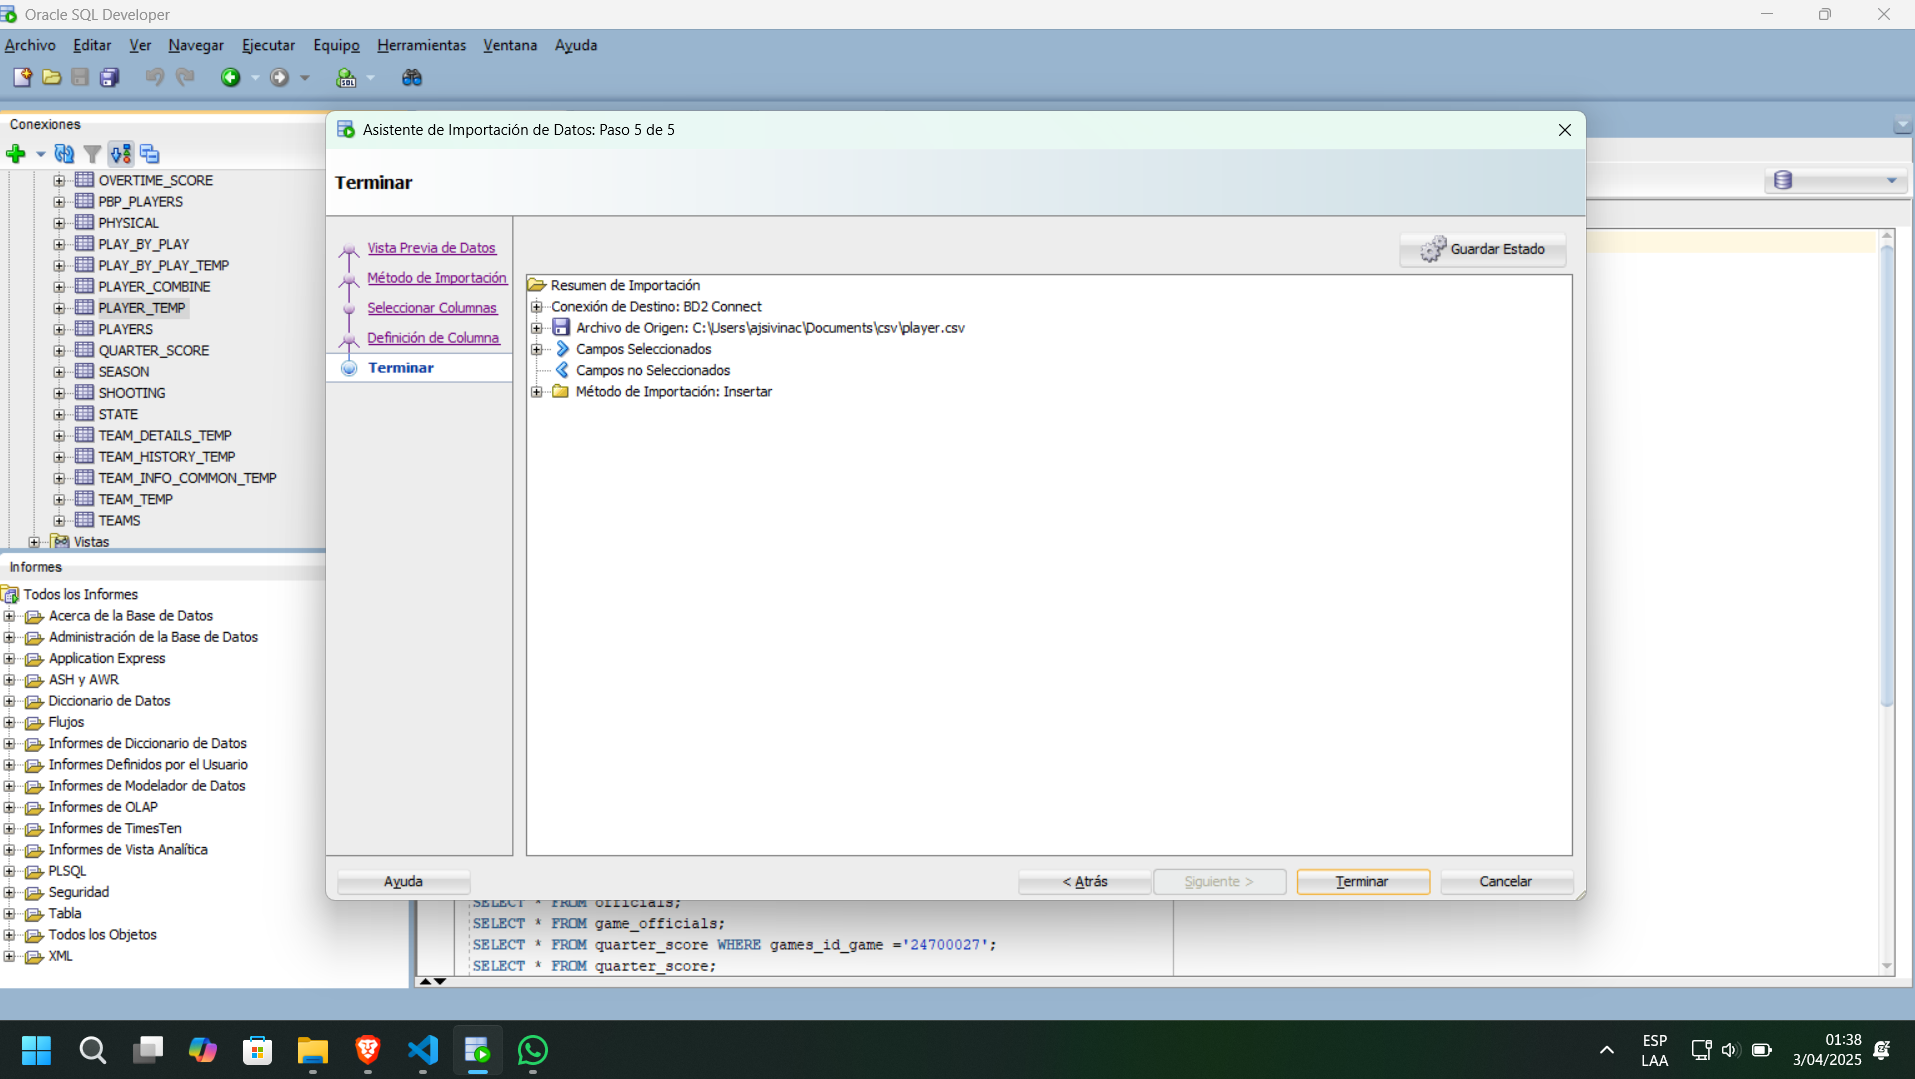 Oracle SQL Developer
Archivo Editar Ver Navegar Ejecutar Equipo Herramientas Ventana Ayuda
Conexiones
OVERTIME_SCORE
PBP_PLAYERS
PHYSICAL
PLAY_BY_PLAY
PLAY_BY_PLAY_TEMP
PLAYER_COMBINE
PLAYER_TEMP
PLAYERS
QUARTER_SCORE
SEASON
SHOOTING
STATE
TEAM_DETAILS_TEMP
TEAM_HISTORY_TEMP
TEAM_INFO_COMMON_TEMP
TEAM_TEMP
TEAMS
Vistas
Informes
Todos los Informes
Acerca de la Base de Datos
Administración de la Base de Datos
Application Express
ASH y AWR
Diccionario de Datos
Flujos
Informes de Diccionario de Datos
Informes Definidos por el Usuario
Informes de Modelador de Datos
Informes de OLAP
Informes de TimesTen
Informes de Vista Analítica
PLSQL
Seguridad
Tabla
Todos los Objetos
XML
Asistente de Importación de Datos: Paso 5 de 5
Terminar
Vista Previa de Datos
Método de Importación
Seleccionar Columnas
Definición de Columna
Terminar
Guardar Estado
Resumen de Importación
Conexión de Destino: BD2 Connect
Archivo de Origen: C:\Users\ajsivinac\Documents\csv\player.csv
Campos Seleccionados
Campos no Seleccionados
Método de Importación: Insertar
Ayuda
< Atrás
Siguiente >
Terminar
Cancelar
SELECT * FROM officials;
SELECT * FROM game_officials;
SELECT * FROM quarter_score WHERE games_id_game ='24700027';
SELECT * FROM quarter_score;
SQL
ESP
LAA
01:38
3/04/2025